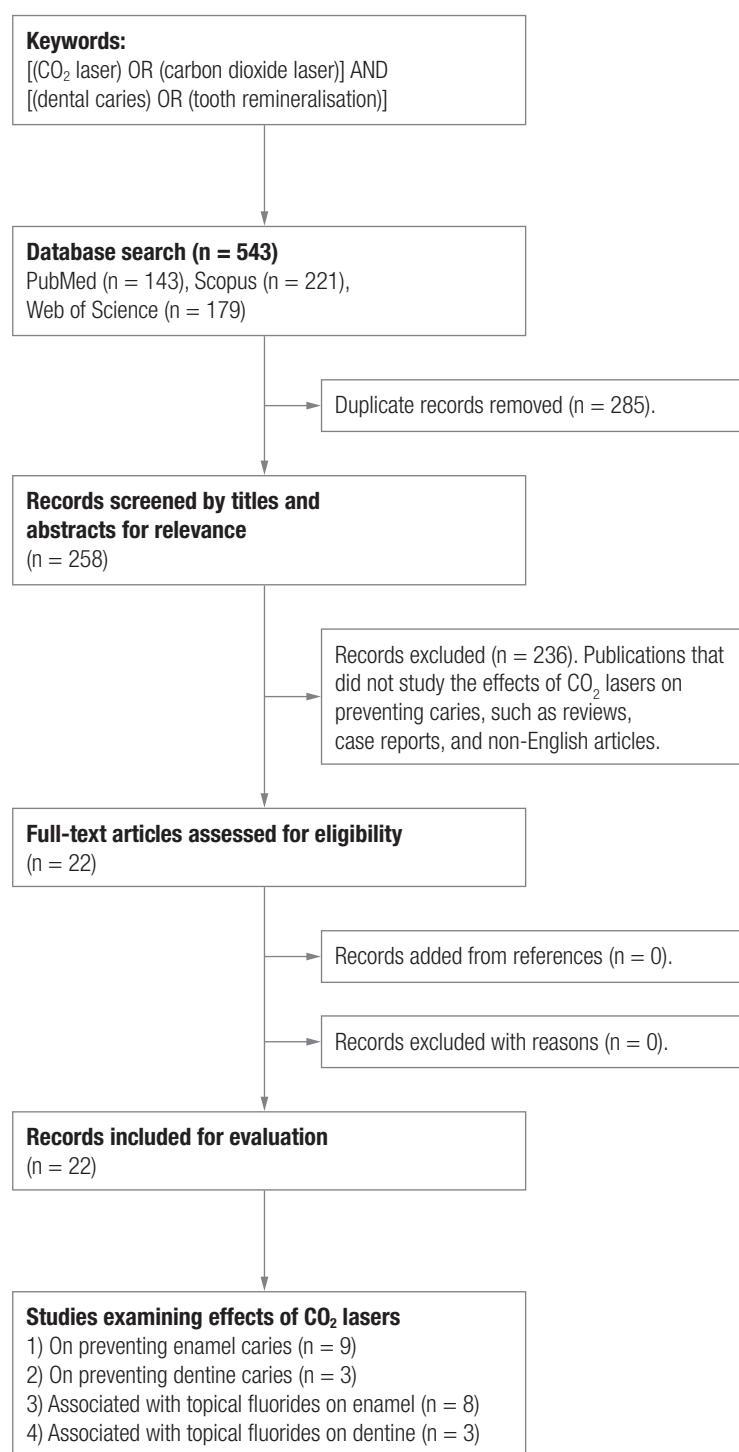 Keywords:
[(CO₂ laser) OR (carbon dioxide laser)] AND
[(dental caries) OR (tooth remineralisation)]
Database search (n = 543)
PubMed (n = 143), Scopus (n = 221),
Web of Science (n = 179)
Duplicate records removed (n = 285).
Records screened by titles and
abstracts for relevance
(n = 258)
Records excluded (n = 236). Publications that
did not study the effects of CO₂ lasers on
preventing caries, such as reviews,
case reports, and non-English articles.
Full-text articles assessed for eligibility
(n = 22)
Records added from references (n = 0).
Records excluded with reasons (n = 0).
Records included for evaluation
(n = 22)
Studies examining effects of CO₂ lasers
1) On preventing enamel caries (n = 9)
2) On preventing dentine caries (n = 3)
3) Associated with topical fluorides on enamel (n = 8)
4) Associated with topical fluorides on dentine (n = 3)